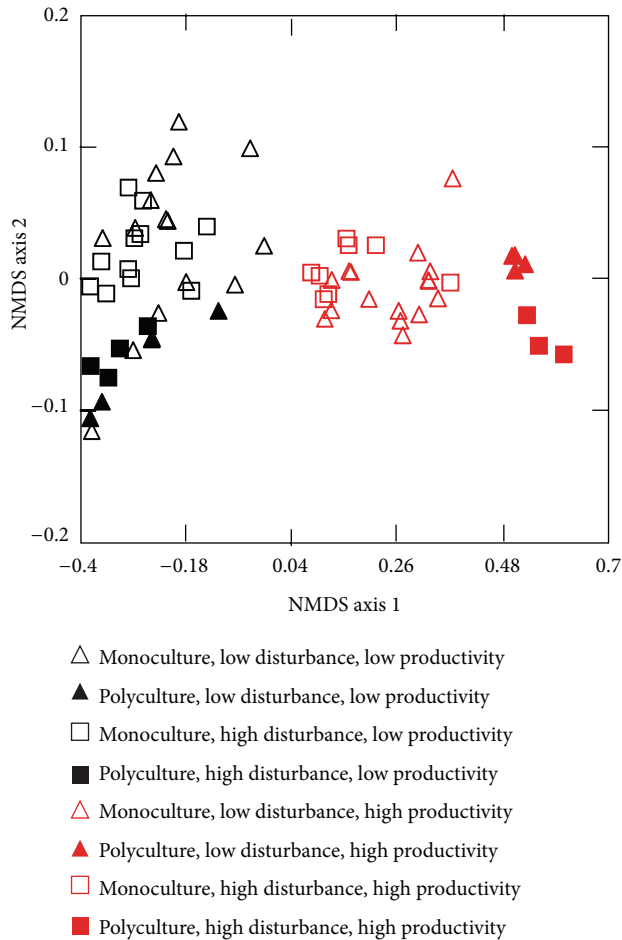 0.2
0.1
0
−0.1
−0.2
NMDS axis 2
−0.4 −0.18 0.04 0.26 0.48 0.7
NMDS axis 1
Monoculture, low disturbance, low productivity
Polyculture, low disturbance, low productivity
Monoculture, high disturbance, low productivity
Polyculture, high disturbance, low productivity
Monoculture, low disturbance, high productivity
Polyculture, low disturbance, high productivity
Monoculture, high disturbance, high productivity
Polyculture, high disturbance, high productivity